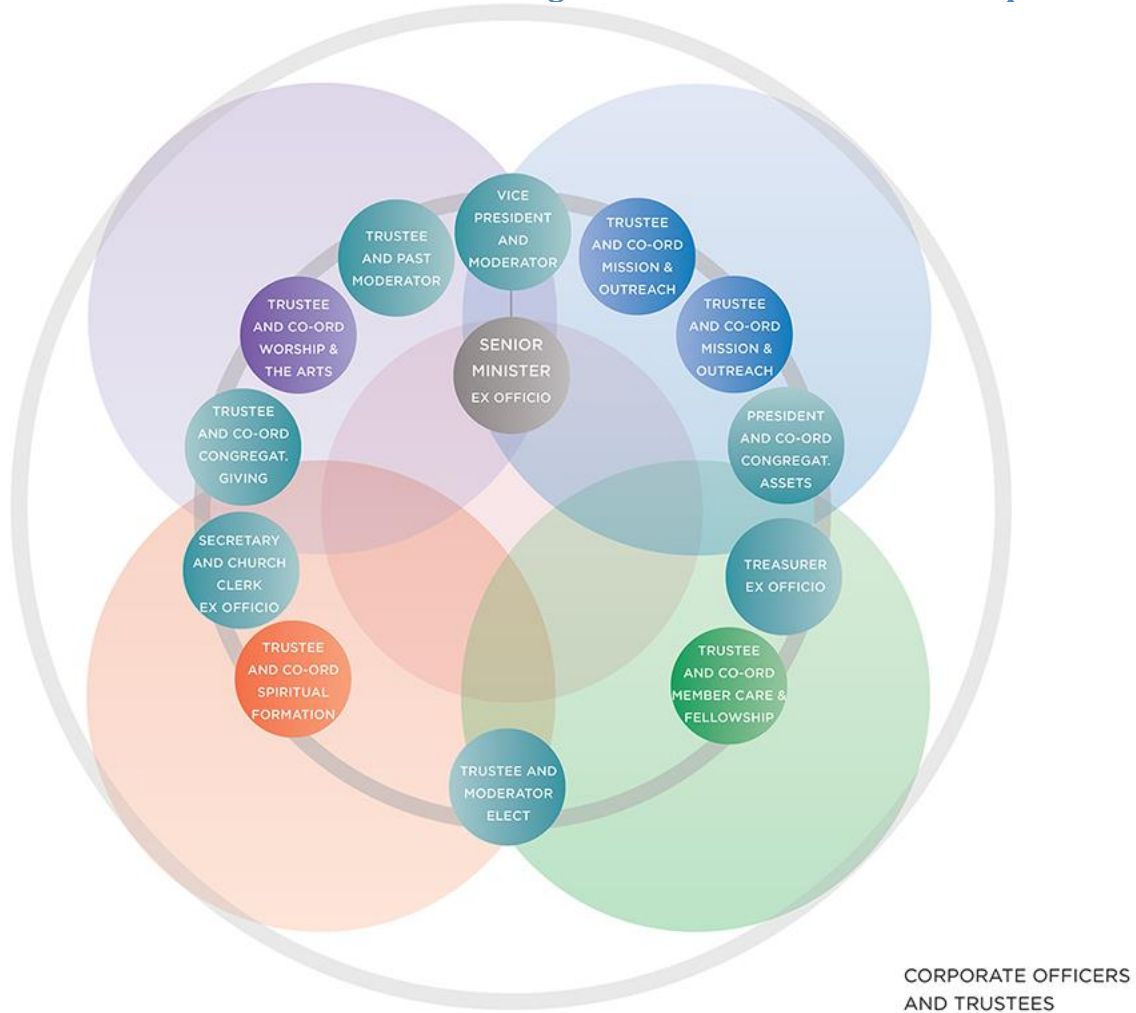 VICE
PRESIDENT
AND
MODERATOR
TRUSTEE
AND PAST
MODERATOR
TRUSTEE
AND CO-ORD
MISSION &
OUTREACH
TRUSTEE
AND CO-ORD
WORSHIP &
THE ARTS
TRUSTEE
AND CO-ORD
MISSION &
OUTREACH
SENIOR
MINISTER
EX OFFICIO
TRUSTEE
AND CO-ORD
CONGREGAT.
GIVING
PRESIDENT
AND CO-ORD
CONGREGAT.
ASSETS
SECRETARY
AND CHURCH
CLERK
EX OFFICIO
TREASURER
EX OFFICIO
TRUSTEE
AND CO-ORD
SPIRITUAL
FORMATION
TRUSTEE
AND CO-ORD
MEMBER CARE &
FELLOWSHIP
TRUSTEE AND
MODERATOR
ELECT
CORPORATE OFFICERS
AND TRUSTEES